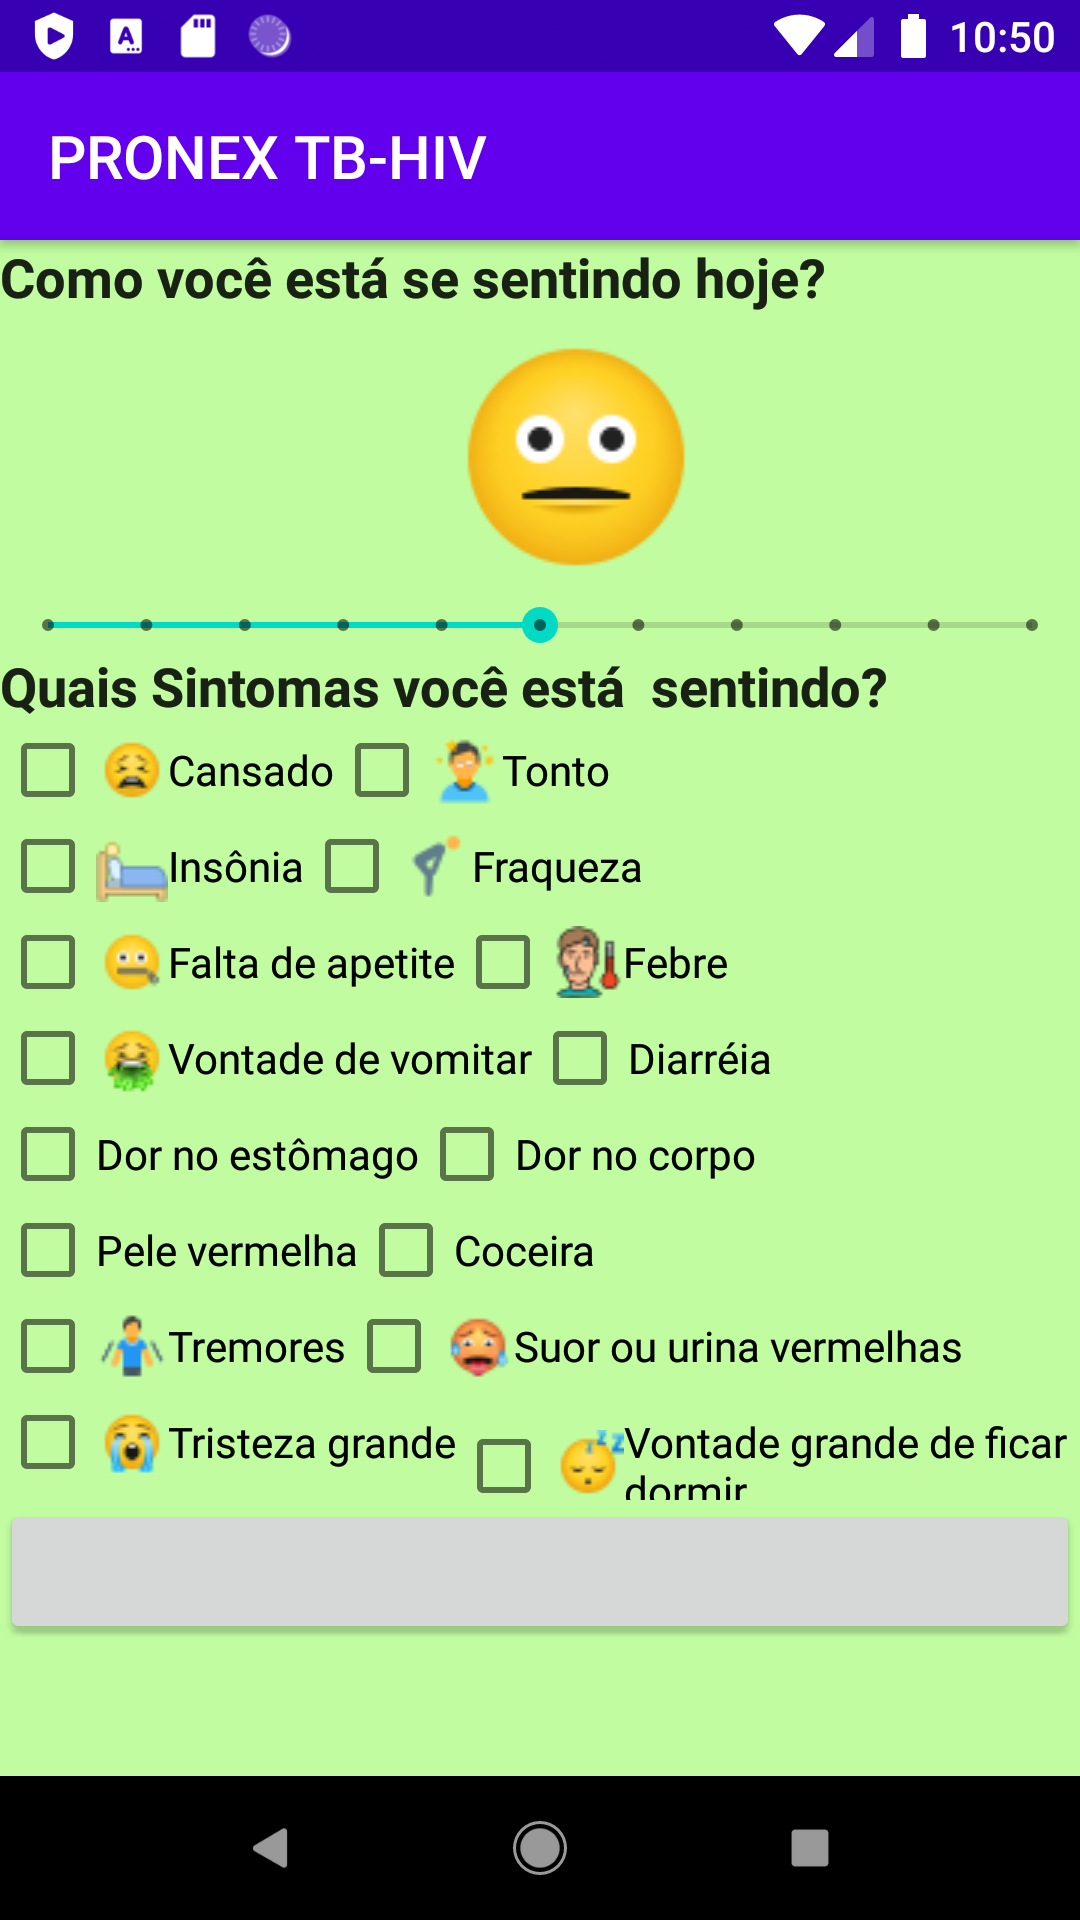 10:50
PRONEX TB-HIV
Como você está se sentindo hoje?
Quais Sintomas você está  sentindo?
Cansado Tonto
Insônia Fraqueza
Falta de apetite Febre
Vontade de vomitar Diarréia
Dor no estômago Dor no corpo
Pele vermelha Coceira
Tremores Suor ou urina vermelhas
Tristeza grande Vontade grande de ficar
dormir